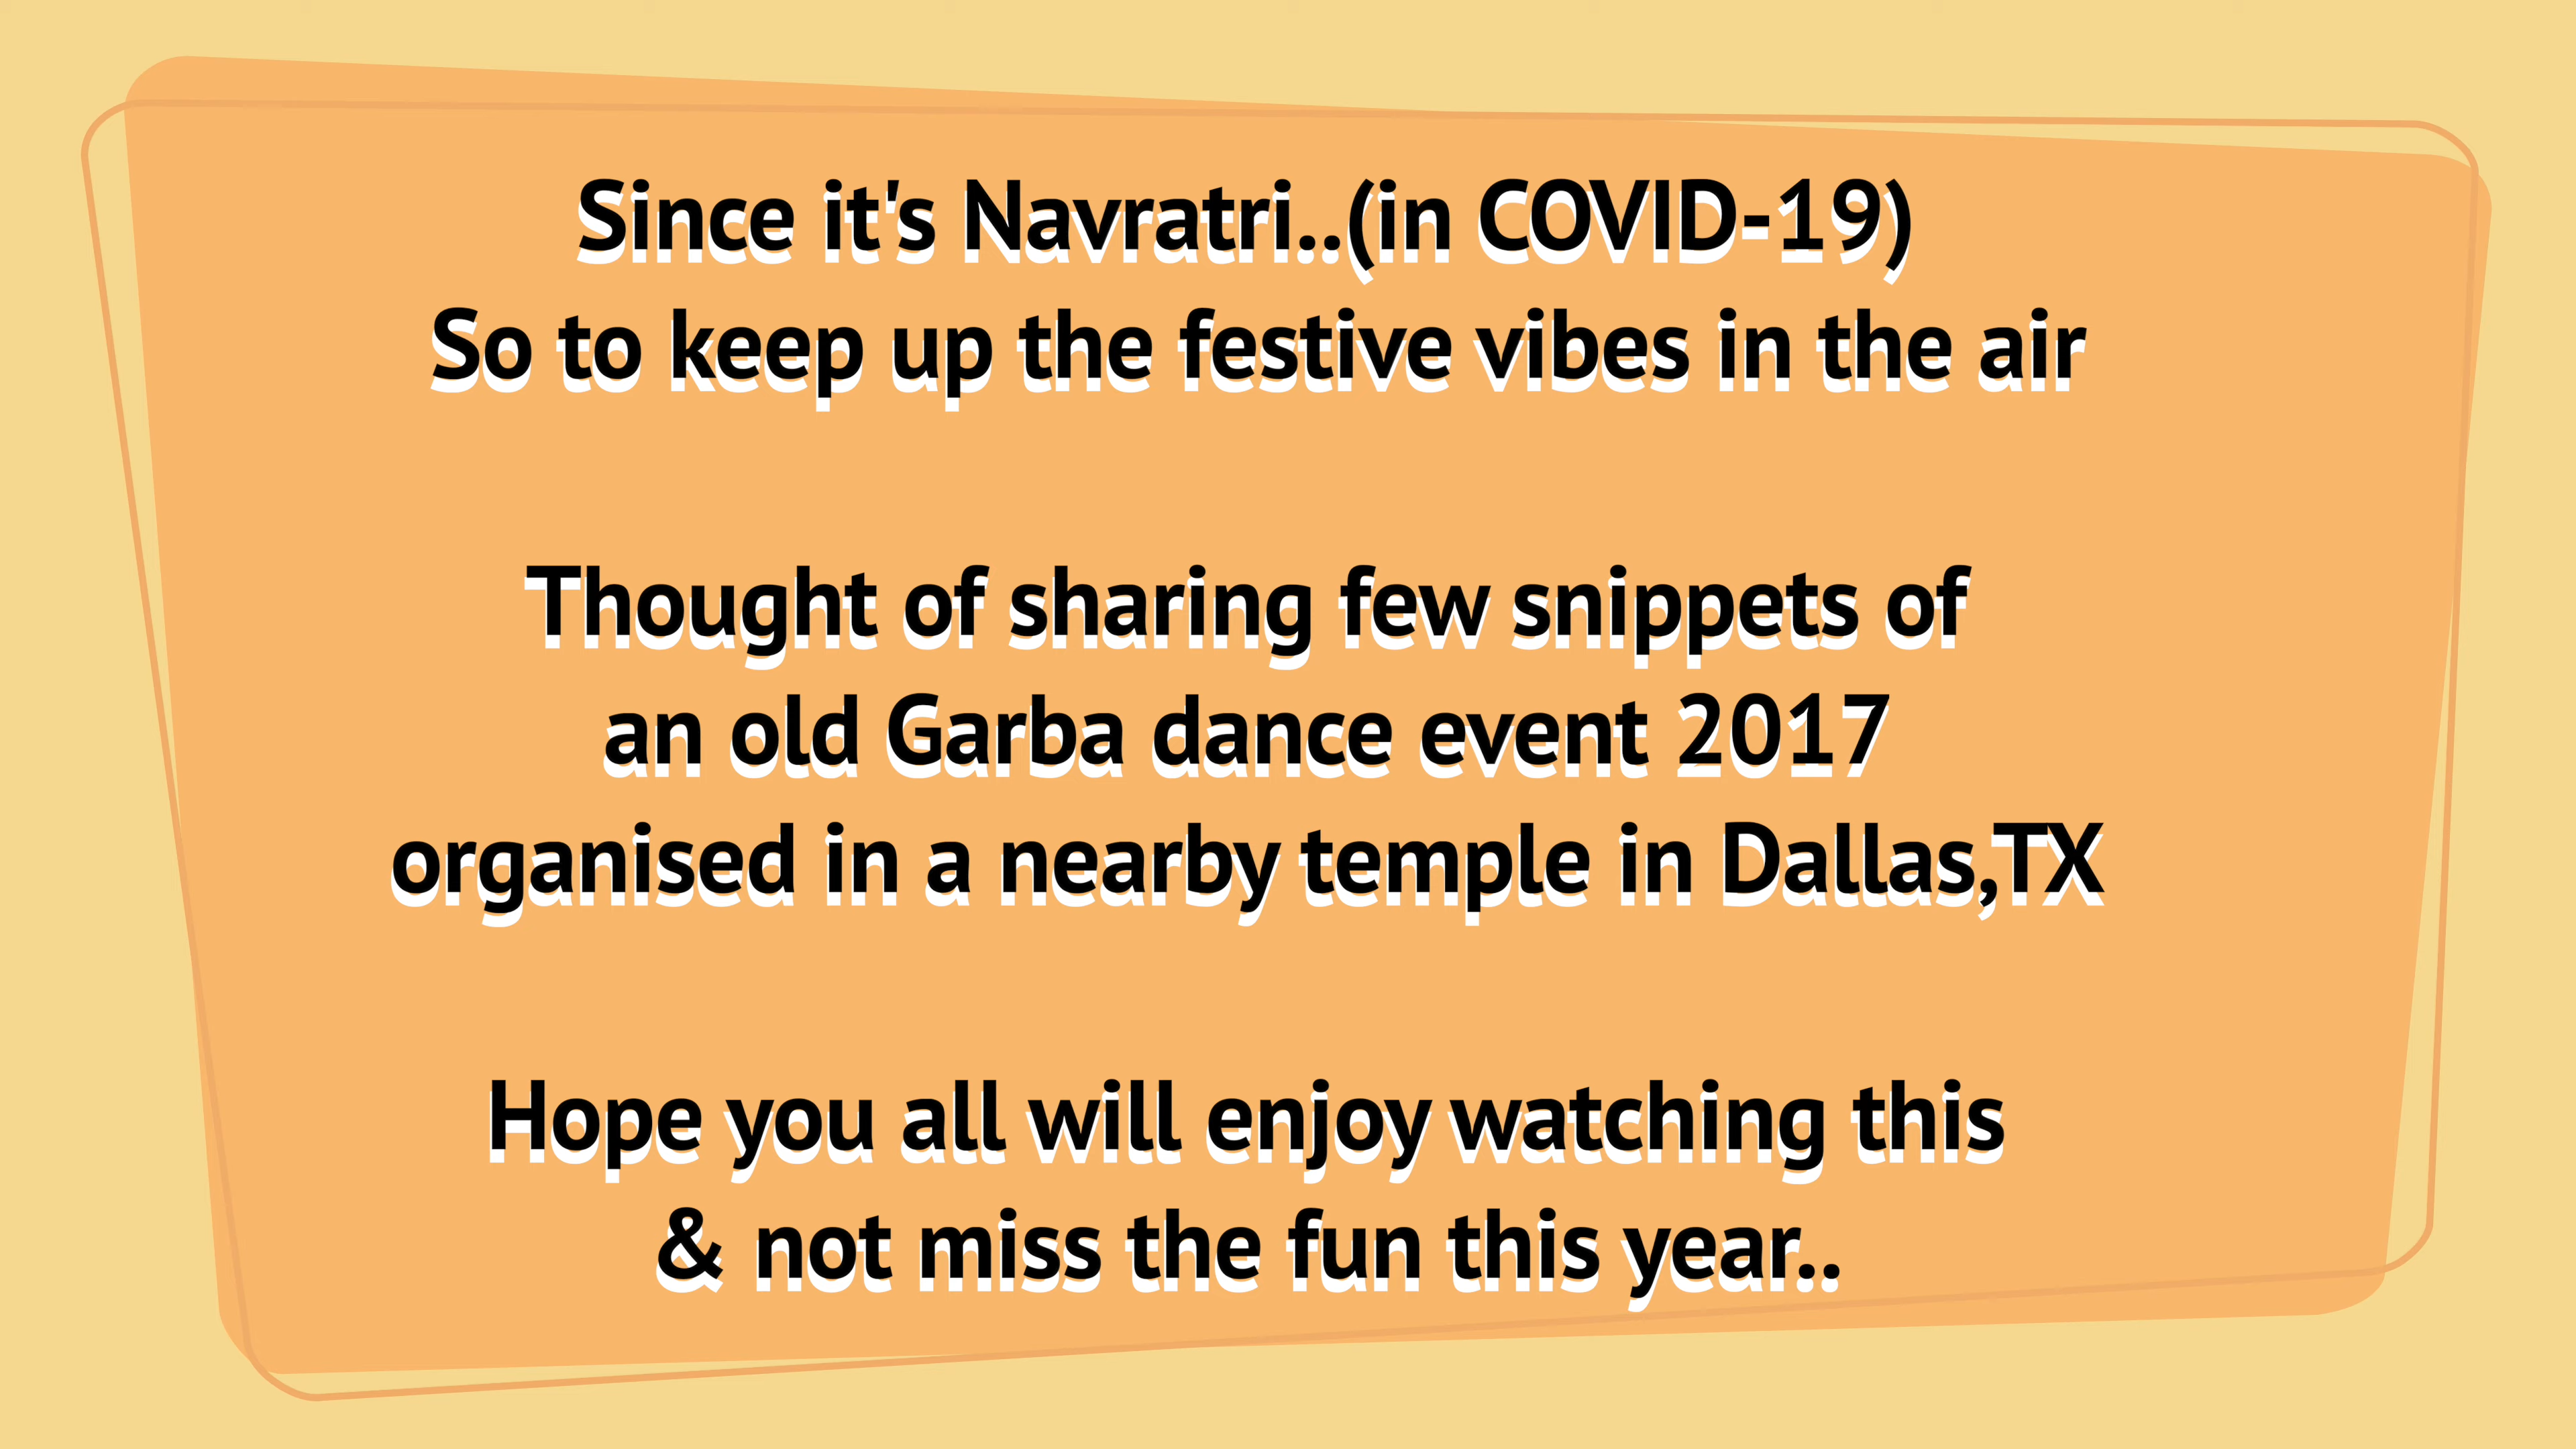 Since it's Navratri..(in COVID-19)
So to keep up the festive vibes in the air
Thought of sharing few snippets of
an old Garba dance event 2017
organised in a nearby temple in Dallas,TX
Hope you all will enjoy watching this
& not miss the fun this year..